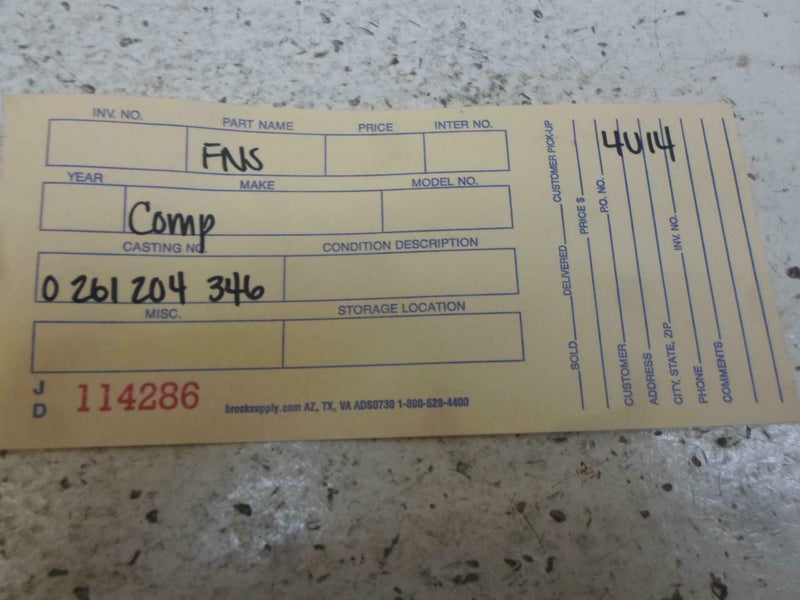 INV. NO. PART NAME PRICE INTER NO.
FNS
YEAR MAKE MODEL NO.
Comp
CASTING NO. CONDITION DESCRIPTION
0 261 204 346
MISC. STORAGE LOCATION
J
D
114286
brocksupply.com AZ, TX, VA ADS0730 1-800-528-4400
SOLD DELIVERED CUSTOMER PICK-UP
PRICE $
P.O. NO.
4U14
CUSTOMER
ADDRESS
CITY, STATE, ZIP INV. NO.
PHONE
COMMENTS